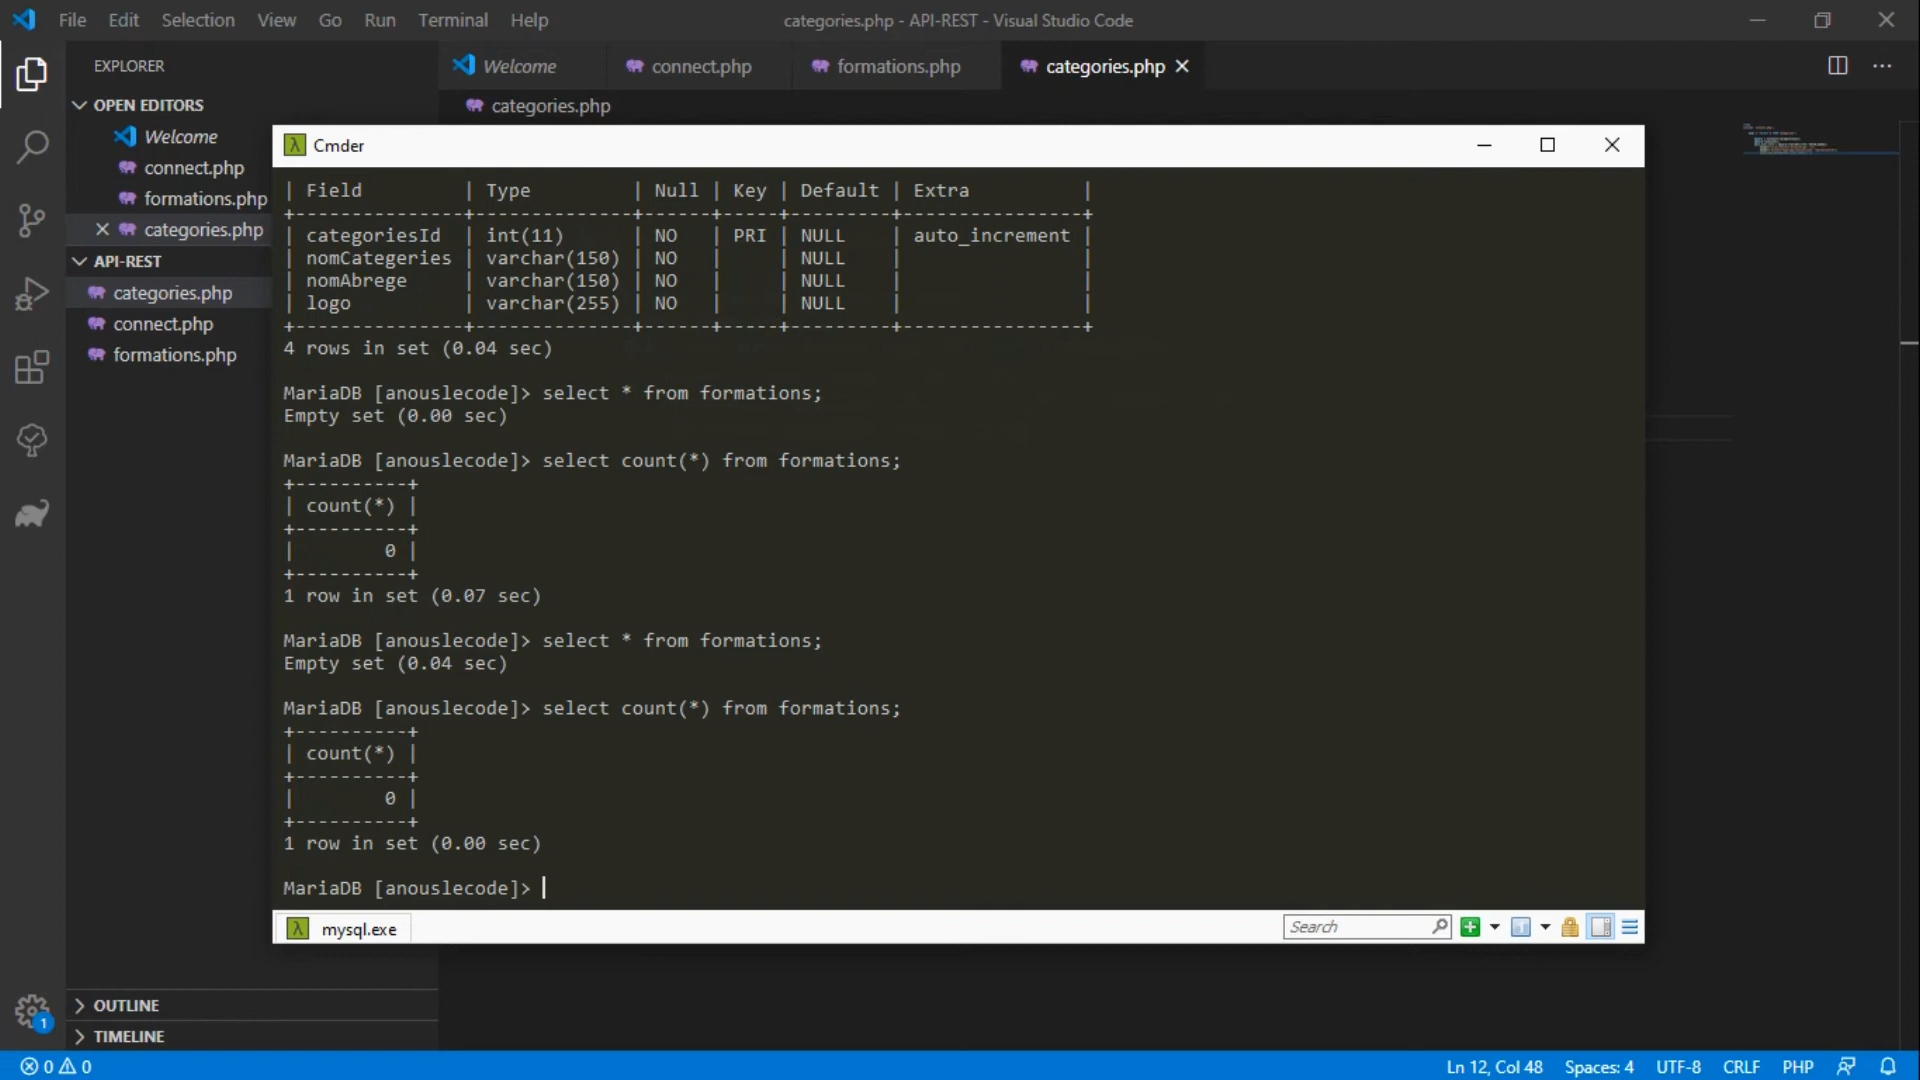 File Edit Selection View Go Run Terminal Help categories.php - API-REST - Visual Studio Code
EXPLORER
Welcome connect.php formations.php categories.php
OPEN EDITORS
categories.php
Welcome
connect.php
formations.php
categories.php
API-REST
categories.php
connect.php
formations.php
Cmder
| Field | Type | Null | Key | Default | Extra |
+---------------+--------------+------+-----+---------+----------------+
| categoriesId | int(11) | NO | PRI | NULL | auto_increment |
| nomCategeries | varchar(150) | NO | | NULL | |
| nomAbrege | varchar(150) | NO | | NULL | |
| logo | varchar(255) | NO | | NULL | |
+---------------+--------------+------+-----+---------+----------------+
4 rows in set (0.04 sec)
MariaDB [anouslecode]> select * from formations;
Empty set (0.00 sec)
MariaDB [anouslecode]> select count(*) from formations;
+----------+
| count(*) |
+----------+
| 0 |
+----------+
1 row in set (0.07 sec)
MariaDB [anouslecode]> select * from formations;
Empty set (0.04 sec)
MariaDB [anouslecode]> select count(*) from formations;
+----------+
| count(*) |
+----------+
| 0 |
+----------+
1 row in set (0.00 sec)
MariaDB [anouslecode]>
mysql.exe Search
OUTLINE
1
TIMELINE
0 0 Ln 12, Col 48 Spaces: 4 UTF-8 CRLF PHP